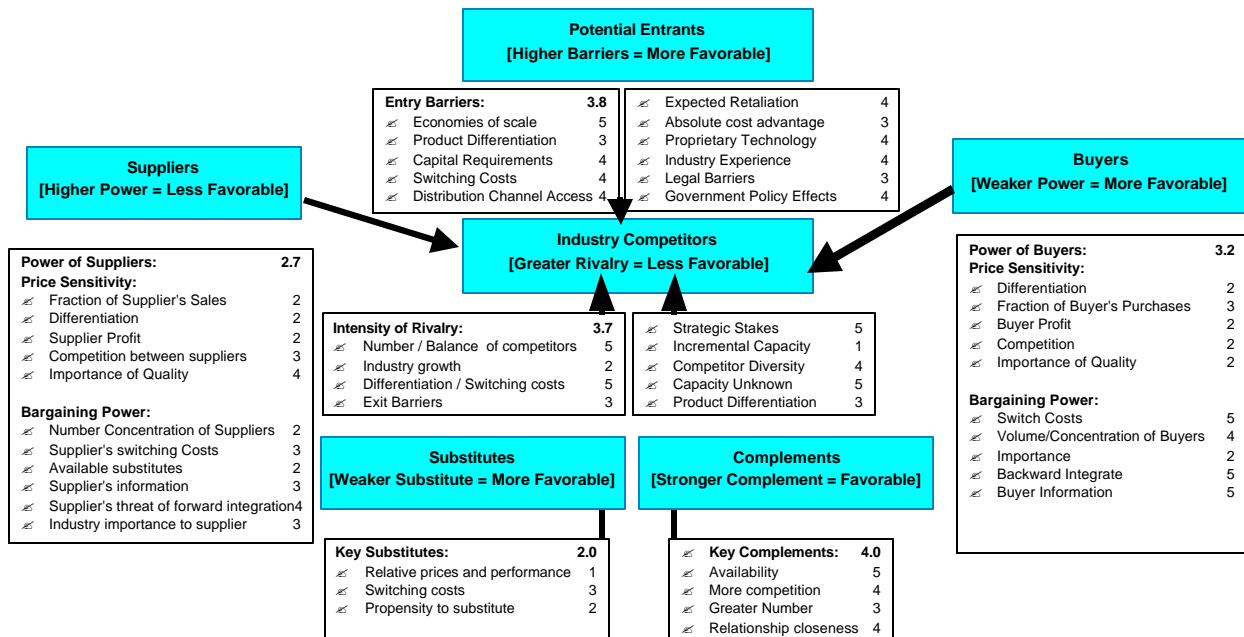 Potential Entrants
[Higher Barriers = More Favorable]
Entry Barriers: 3.8
Economies of scale 5
Product Differentiation 3
Capital Requirements 4
Switching Costs 4
Distribution Channel Access 4
Expected Retaliation 4
Absolute cost advantage 3
Proprietary Technology 4
Industry Experience 4
Legal Barriers 3
Government Policy Effects 4
Suppliers
[Higher Power = Less Favorable]
Buyers
[Weaker Power = More Favorable]
Industry Competitors
[Greater Rivalry = Less Favorable]
Power of Suppliers: 2.7
Price Sensitivity:
Fraction of Supplier's Sales 2
Differentiation 2
Supplier Profit 2
Competition between suppliers 3
Importance of Quality 4
Bargaining Power:
Number Concentration of Suppliers 2
Supplier's switching Costs 3
Available substitutes 2
Supplier's information 3
Supplier's threat of forward integration 4
Industry importance to supplier 3
Intensity of Rivalry: 3.7
Number / Balance of competitors 5
Industry growth 2
Differentiation / Switching costs 5
Exit Barriers 3
Strategic Stakes 5
Incremental Capacity 1
Competitor Diversity 4
Capacity Unknown 5
Product Differentiation 3
Power of Buyers: 3.2
Price Sensitivity:
Differentiation 2
Fraction of Buyer's Purchases 3
Buyer Profit 2
Competition 2
Importance of Quality 2
Bargaining Power:
Switch Costs 5
Volume/Concentration of Buyers 4
Importance 2
Backward Integrate 5
Buyer Information 5
Substitutes
[Weaker Substitute = More Favorable]
Complements
[Stronger Complement = Favorable]
Key Substitutes: 2.0
Relative prices and performance 1
Switching costs 3
Propensity to substitute 2
Key Complements: 4.0
Availability 5
More competition 4
Greater Number 3
Relationship closeness 4